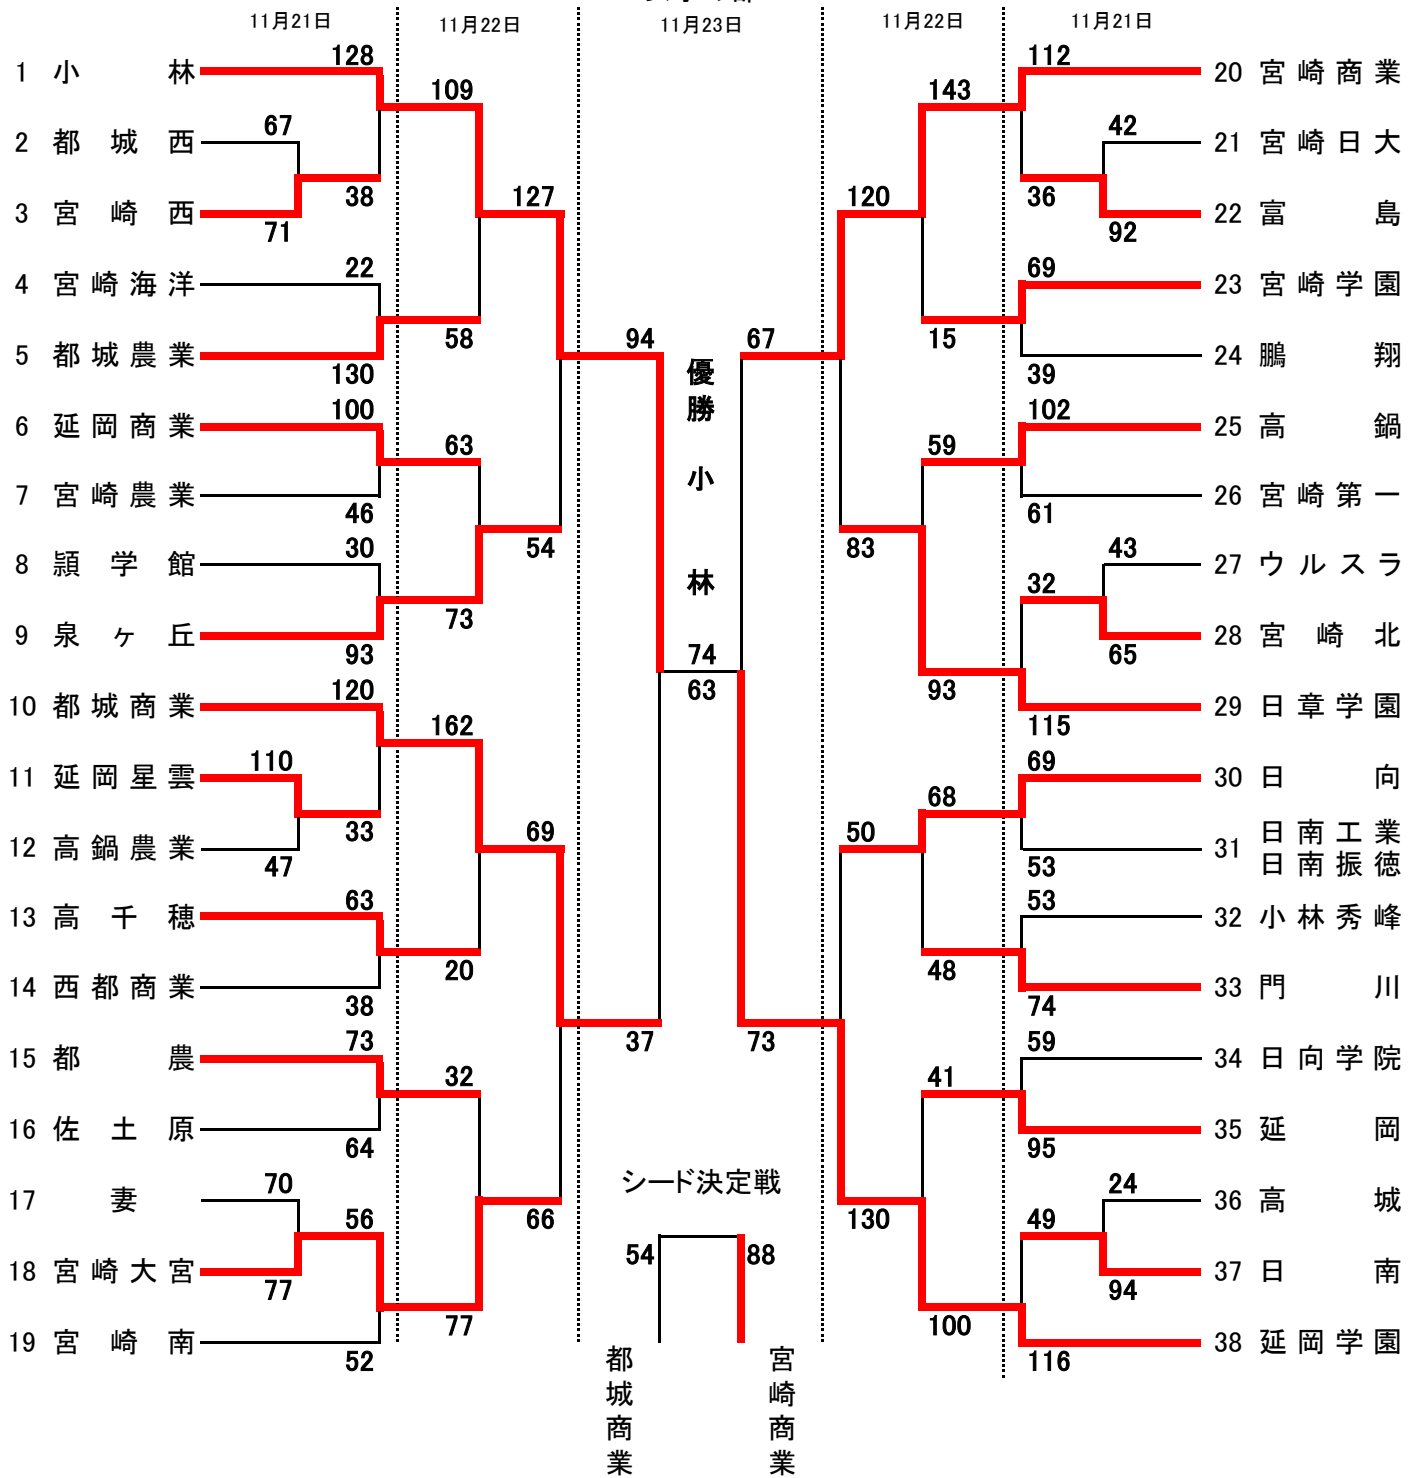 11月21日
11月22日
11月23日
11月22日
11月21日
1 小林 128
2 都城西 67
3 宮崎西 71
38
109
4 宮崎海洋 22
5 都城農業 130
58
127
6 延岡商業 100
7 宮崎農業 46
63
8 頴学館 30
9 泉ヶ丘 93
73
54
94
10 都城商業 120
11 延岡星雲 110
12 高鍋農業 47
33
162
13 高千穂 63
14 西都商業 38
20
69
15 都農 73
16 佐土原 64
32
17 妻 70
18 宮崎大宮 77
56
19 宮崎南 52
77
66
37
優勝 小林
74
63
シード決定戦
54
88
都城商業
宮崎商業
112 20 宮崎商業
42 21 宮崎日大
92 22 富島
36
143
69 23 宮崎学園
39 24 鵬翔
15
120
102 25 高鍋
61 26 宮崎第一
59
43 27 ウルスラ
65 28 宮崎北
32
115 29 日章学園
93
83
67
69 30 日向
53 31 日南工業
日南振徳
68
53 32 小林秀峰
74 33 門川
48
50
59 34 日向学院
95 35 延岡
41
24 36 高城
94 37 日南
49
116 38 延岡学園
100
130
73